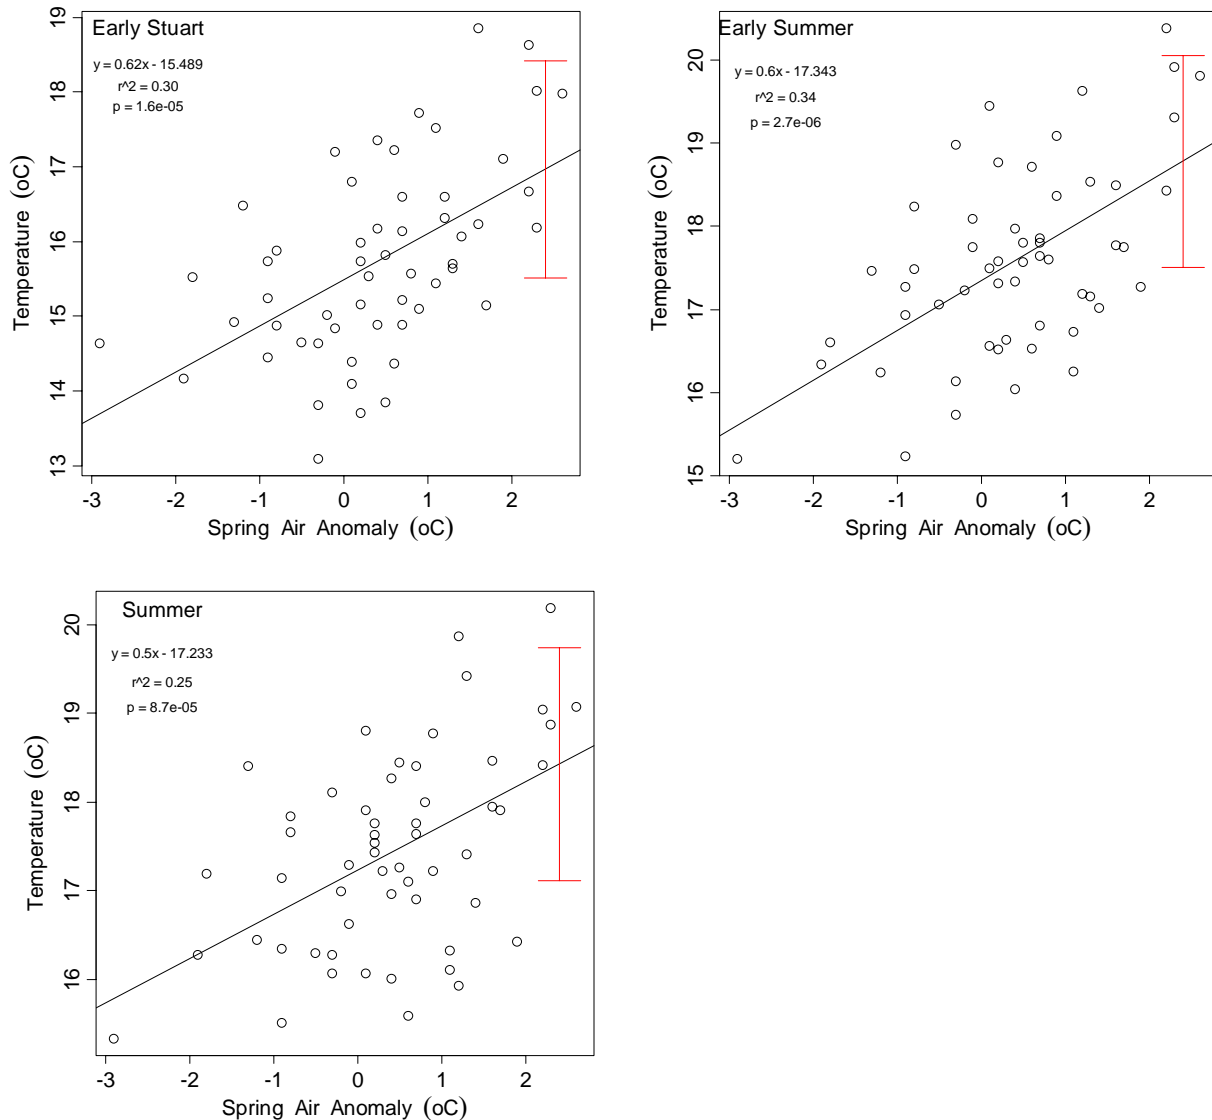 Early Stuart
y = 0.62x - 15.489
r^2 = 0.30
p = 1.6e-05
19
18
17
16
15
14
13
Temperature (oC)
-3 -2 -1 0 1 2
Spring Air Anomaly (oC)
Early Summer
y = 0.6x - 17.343
r^2 = 0.34
p = 2.7e-06
20
19
18
17
16
15
Temperature (oC)
-3 -2 -1 0 1 2
Spring Air Anomaly (oC)
Summer
y = 0.5x - 17.233
r^2 = 0.25
p = 8.7e-05
20
19
18
17
16
Temperature (oC)
-3 -2 -1 0 1 2
Spring Air Anomaly (oC)